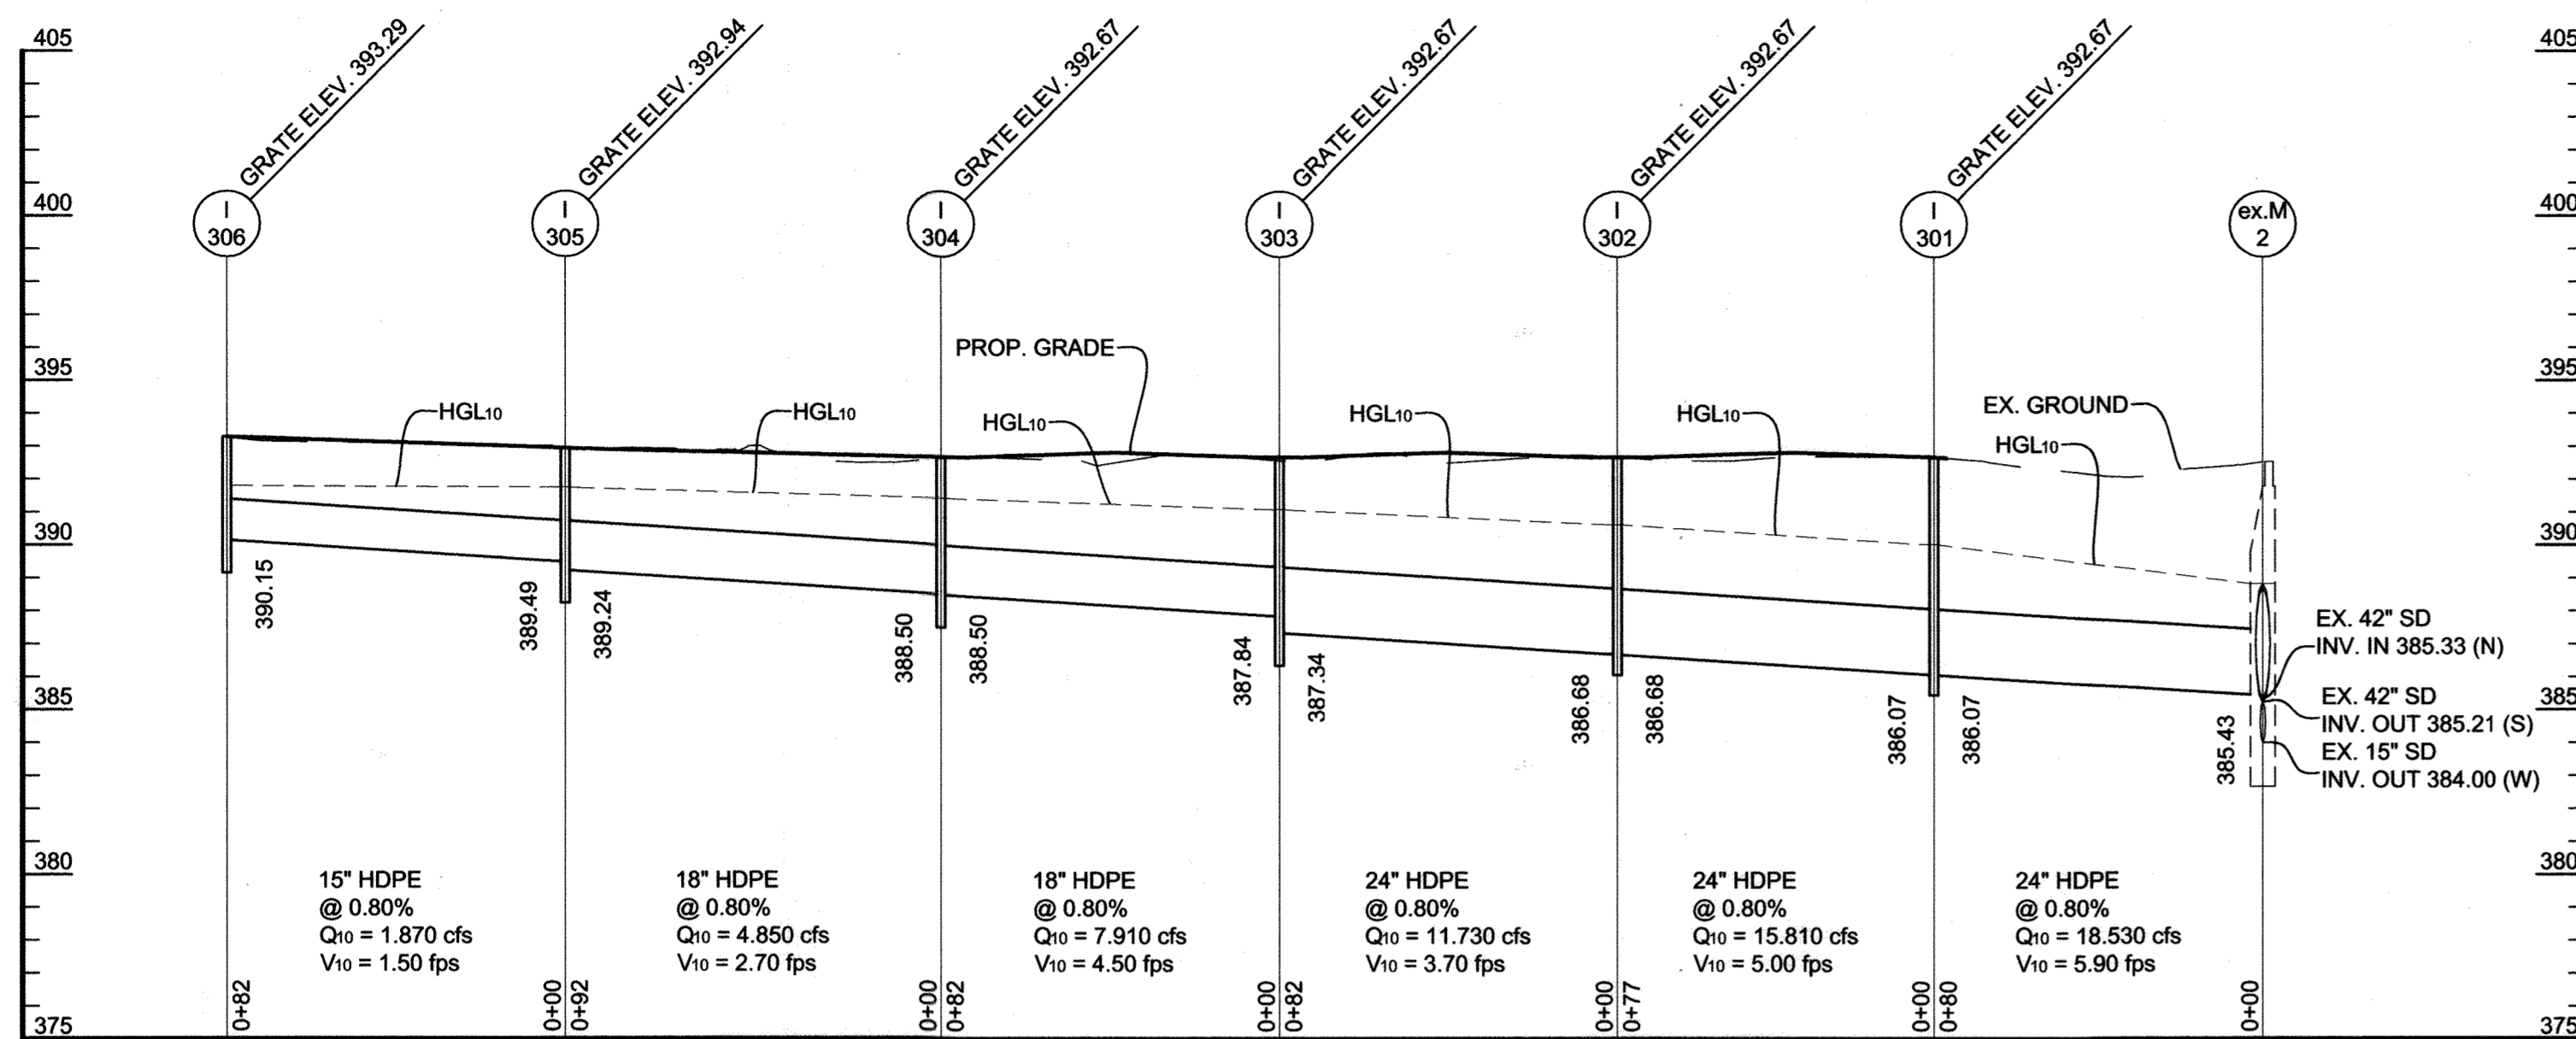 405
400
395
390
385
380
375
GRATE ELEV. 393.29
GRATE ELEV. 392.94
GRATE ELEV. 392.67
GRATE ELEV. 392.67
GRATE ELEV. 392.67
GRATE ELEV. 392.67
405
400
395
390
385
380
375
I
306
I
305
I
304
I
303
I
302
I
301
ex.M
2
PROP. GRADE
HGL10
HGL10
HGL10
HGL10
HGL10
EX. GROUND
HGL10
390.15
389.49
389.24
388.50
388.50
387.84
387.34
386.68
386.68
386.07
386.07
385.43
EX. 42" SD
INV. IN 385.33 (N)
EX. 42" SD
INV. OUT 385.21 (S)
EX. 15" SD
INV. OUT 384.00 (W)
15" HDPE
@ 0.80%
Q10 = 1.870 cfs
V10 = 1.50 fps
18" HDPE
@ 0.80%
Q10 = 4.850 cfs
V10 = 2.70 fps
18" HDPE
@ 0.80%
Q10 = 7.910 cfs
V10 = 4.50 fps
24" HDPE
@ 0.80%
Q10 = 11.730 cfs
V10 = 3.70 fps
24" HDPE
@ 0.80%
Q10 = 15.810 cfs
V10 = 5.00 fps
24" HDPE
@ 0.80%
Q10 = 18.530 cfs
V10 = 5.90 fps
0+82
0+00
0+92
0+00
0+82
0+00
0+82
0+00
0+77
0+00
0+80
0+00